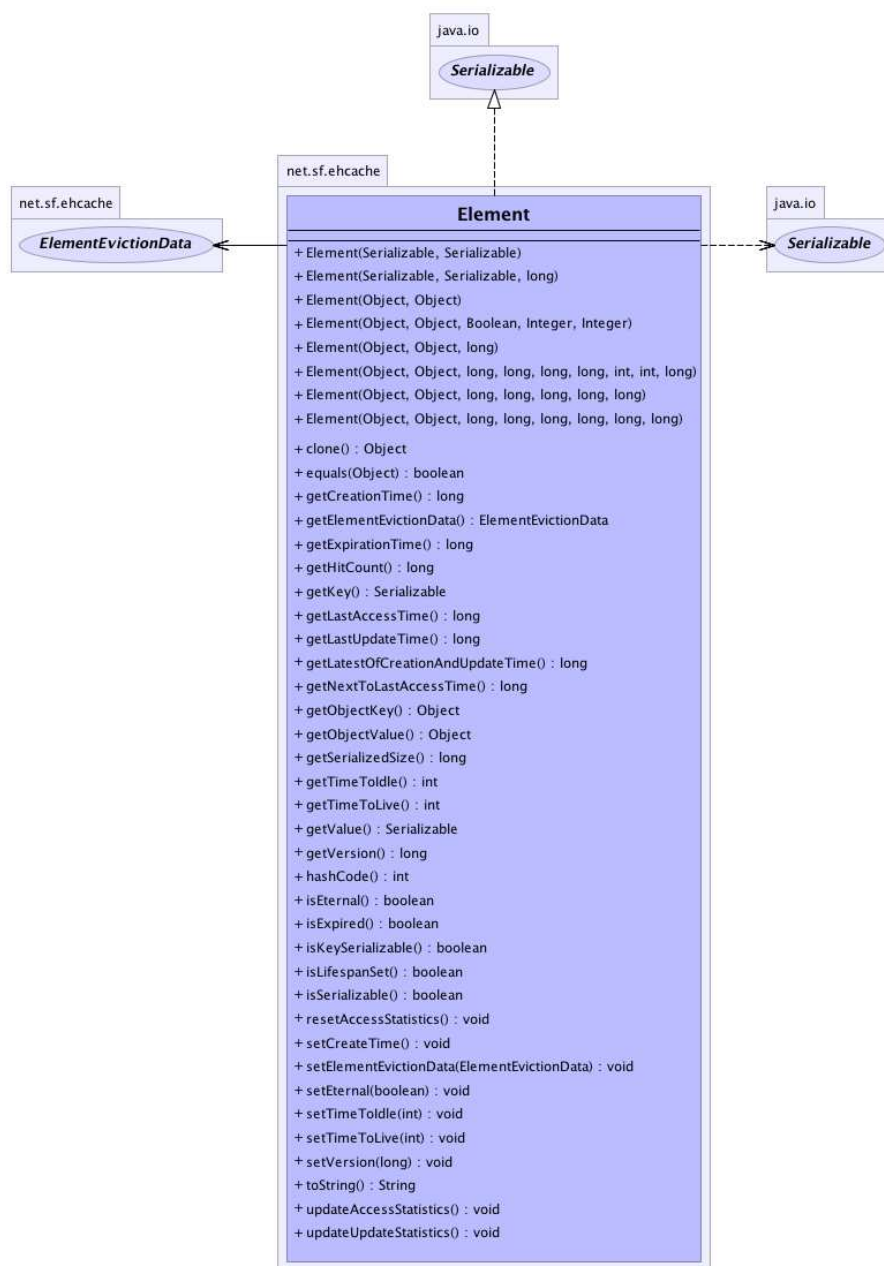 java.io
Serializable
net.sf.ehcache
net.sf.ehcache
ElementEvictionData
java.io
Serializable
Element
+ Element(Serializable, Serializable)
+ Element(Serializable, Serializable, long)
+ Element(Object, Object)
+ Element(Object, Object, Boolean, Integer, Integer)
+ Element(Object, Object, long)
+ Element(Object, Object, long, long, long, long, int, int, long)
+ Element(Object, Object, long, long, long, long, long)
+ Element(Object, Object, long, long, long, long, long, long)
+ clone() : Object
+ equals(Object) : boolean
+ getCreationTime() : long
+ getElementEvictionData() : ElementEvictionData
+ getExpirationTime() : long
+ getHitCount() : long
+ getKey() : Serializable
+ getLastAccessTime() : long
+ getLastUpdateTime() : long
+ getLatestOfCreationAndUpdateTime() : long
+ getNextToLastAccessTime() : long
+ getObjectKey() : Object
+ getObjectValue() : Object
+ getSerializedSize() : long
+ getTimeToIdle() : int
+ getTimeToLive() : int
+ getValue() : Serializable
+ getVersion() : long
+ hashCode() : int
+ isEternal() : boolean
+ isExpired() : boolean
+ isKeySerializable() : boolean
+ isLifespanSet() : boolean
+ isSerializable() : boolean
+ resetAccessStatistics() : void
+ setCreateTime() : void
+ setElementEvictionData(ElementEvictionData) : void
+ setEternal(boolean) : void
+ setTimeToIdle(int) : void
+ setTimeToLive(int) : void
+ setVersion(long) : void
+ toString() : String
+ updateAccessStatistics() : void
+ updateUpdateStatistics() : void